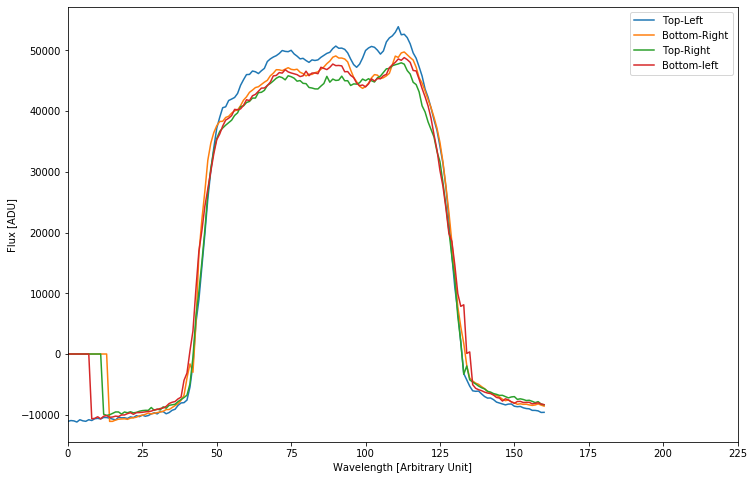 Top-Left
Bottom-Right
Top-Right
Bottom-left
50000
40000
30000
20000
10000
0
−10000
Flux [ADU]
0 25 50 75 100 125 150 175 200 225
Wavelength [Arbitrary Unit]